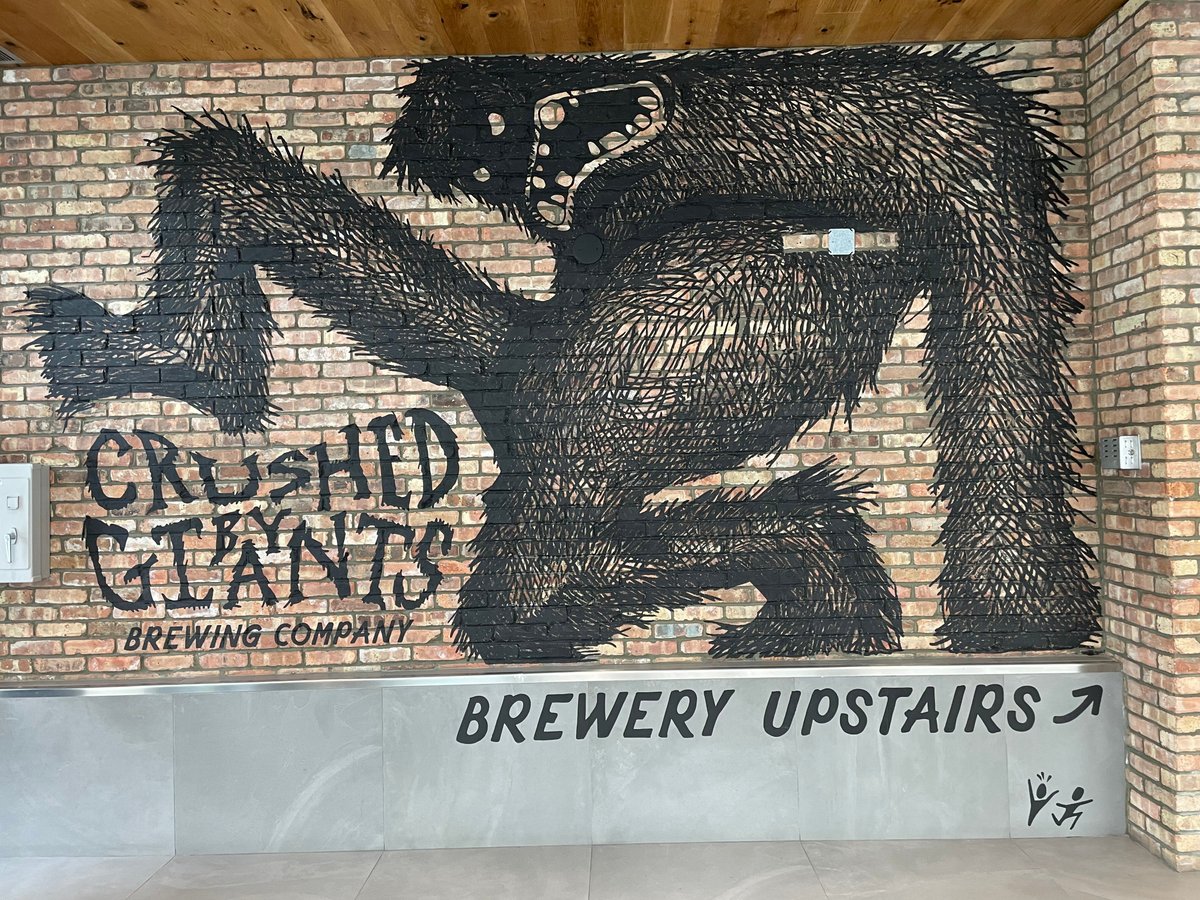 CRUSHED
BY
GIANTS
BREWING COMPANY
BREWERY UPSTAIRS